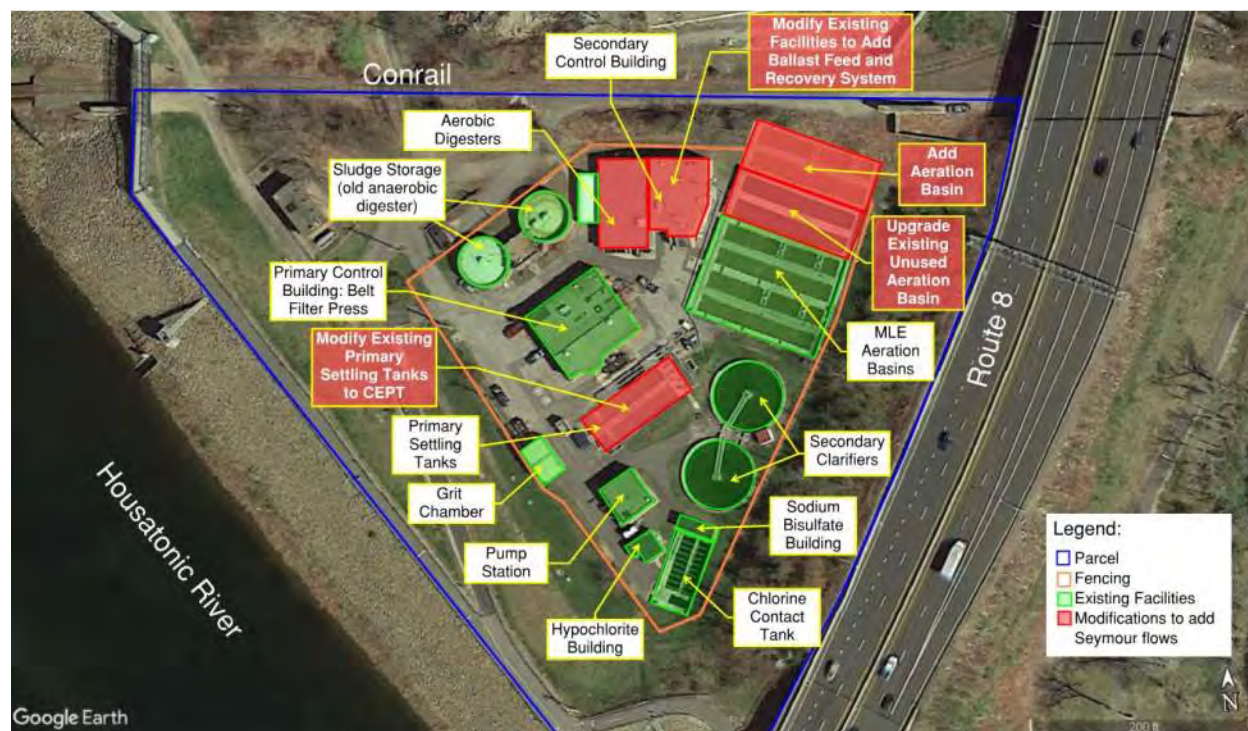 Modify Existing
Facilities to Add
Ballast Feed and
Recovery System
Secondary
Control Building
Conrail
Aerobic
Digesters
Sludge Storage
(old anaerobic
digester)
Add
Aeration
Basin
Upgrade
Existing
Unused
Aeration
Basin
Primary Control
Building: Belt
Filter Press
MLE
Aeration
Basins
Route 8
Modify Existing
Primary
Settling Tanks
to CEPT
Primary
Settling
Tanks
Secondary
Clarifiers
Grit
Chamber
Sodium
Bisulfate
Building
Housatonic River
Pump
Station
Chlorine
Contact
Tank
Hypochlorite
Building
Legend:
Parcel
Fencing
Existing Facilities
Modifications to add
Seymour flows
N
200 ft
Google Earth